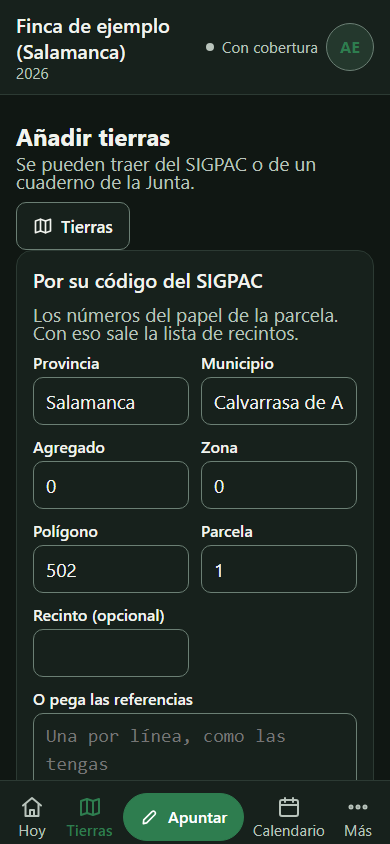 Finca de ejemplo
(Salamanca)
2026
Con cobertura
AE
Añadir tierras
Se pueden traer del SIGPAC o de un
cuaderno de la Junta.
Tierras
Por su código del SIGPAC
Los números del papel de la parcela.
Con eso sale la lista de recintos.
Provincia
Municipio
Salamanca
Calvarrasa de A
Agregado
Zona
0
0
Polígono
Parcela
502
1
Recinto (opcional)
O pega las referencias
Una por línea, como las
tengas
Hoy
Tierras
Apuntar
Calendario
Más